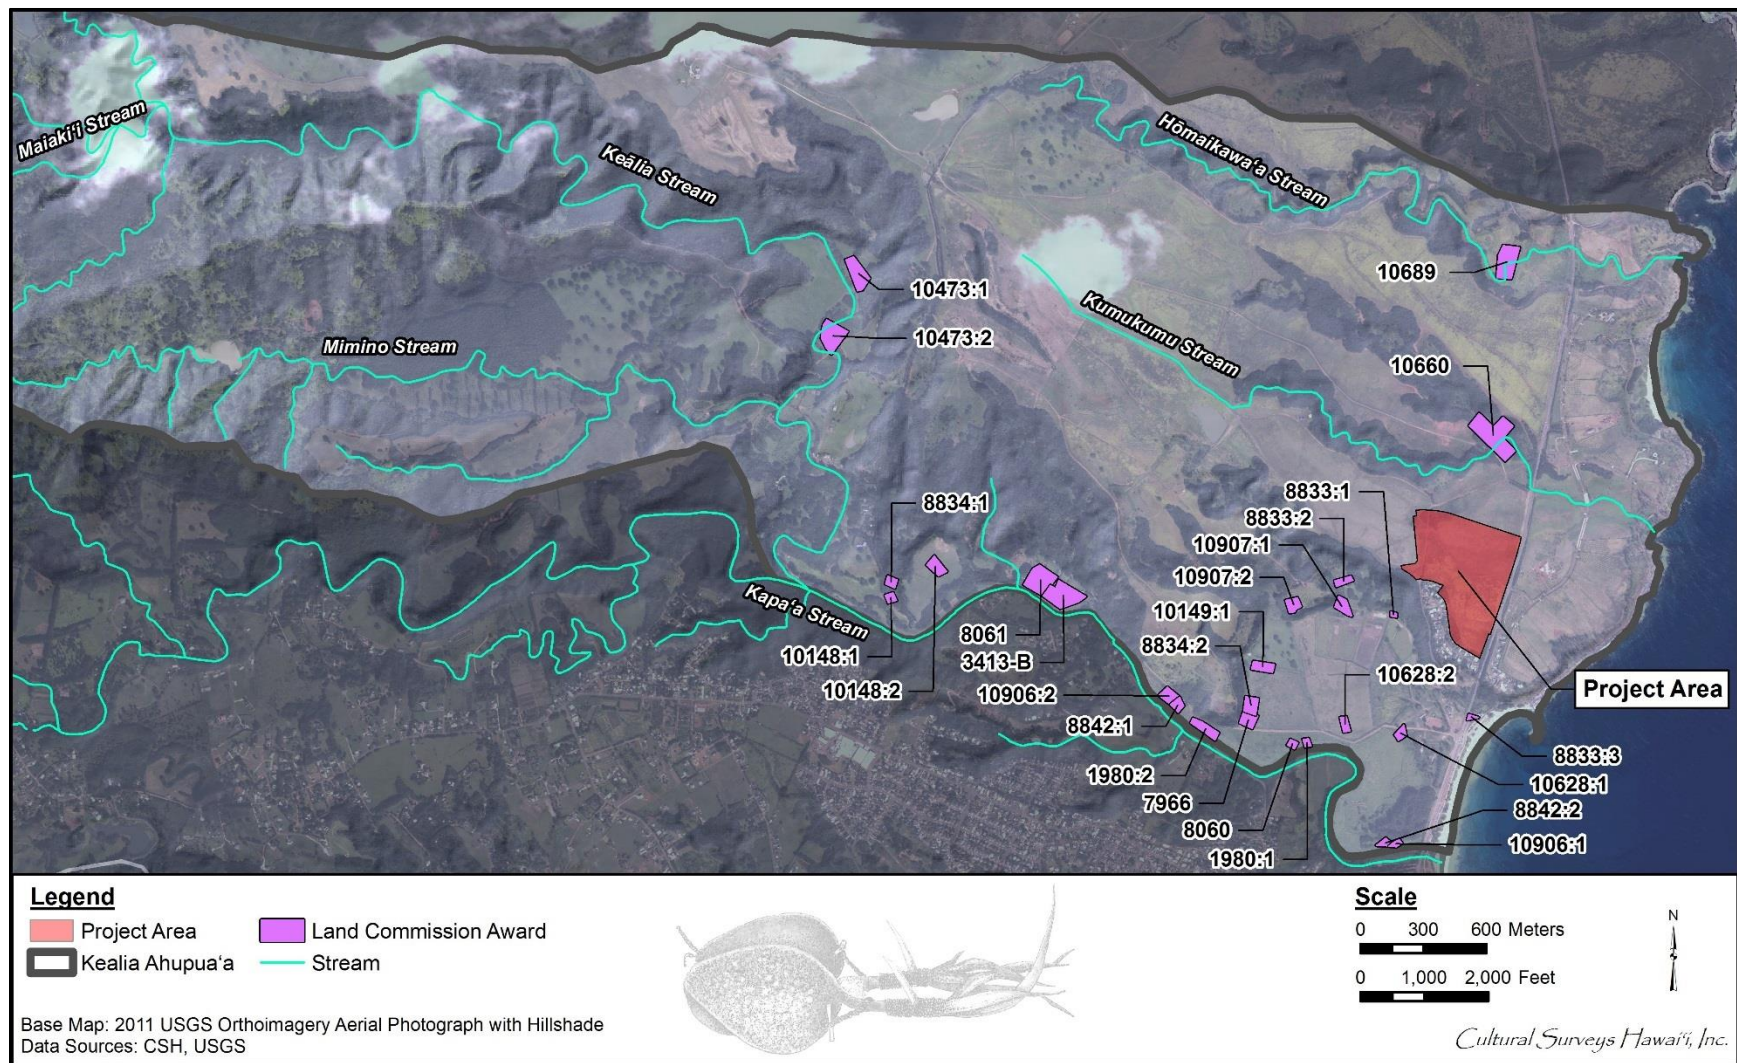 Maiaki‘i Stream
Keālia Stream
Hōmaikawa‘a Stream
10689
10473:1
10473:2
Mimino Stream
Kumukumu Stream
10660
8834:1
8833:1
8833:2
10907:1
10907:2
Kapa‘a Stream
10149:1
8061
8834:2
10148:1
3413-B
10628:2
10148:2
10906:2
Project Area
8842:1
8833:3
1980:2
10628:1
7966
8842:2
8060
10906:1
1980:1
Legend
Project Area
Land Commission Award
Kealia Ahupua‘a
Stream
Base Map: 2011 USGS Orthoimagery Aerial Photograph with Hillshade
Data Sources: CSH, USGS
Scale
0 300 600 Meters
0 1,000 2,000 Feet
N
Cultural Surveys Hawai‘i, Inc.